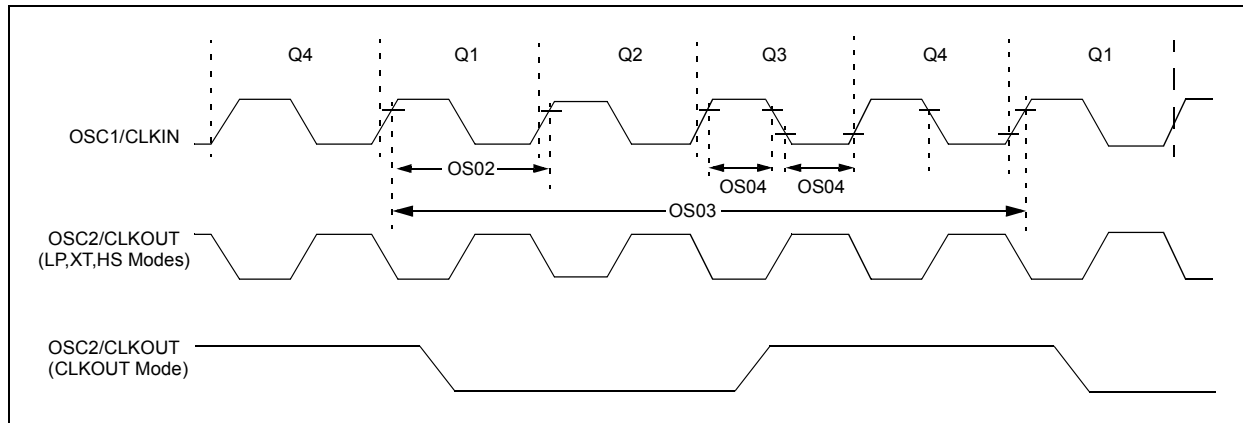 Q4 Q1 Q2 Q3 Q4 Q1
OSC1/CLKIN
OS02
OS04 OS04
OS03
OSC2/CLKOUT
(LP,XT,HS Modes)
OSC2/CLKOUT
(CLKOUT Mode)